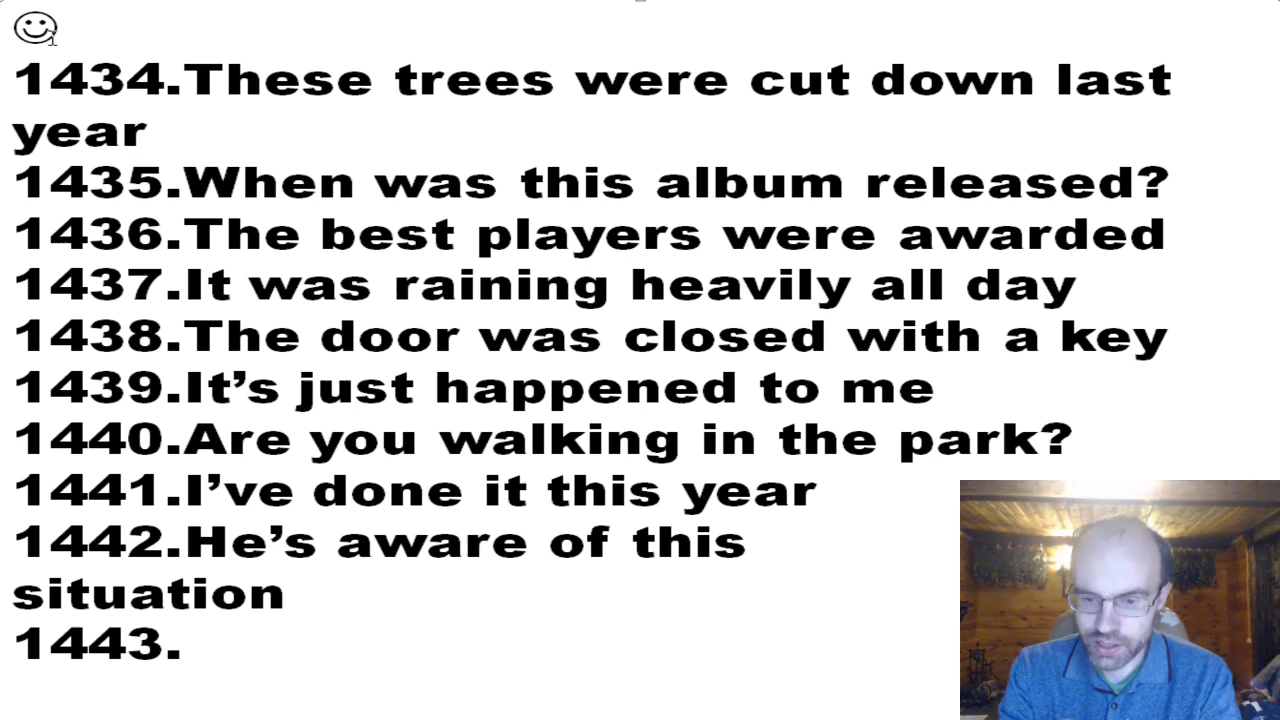 1434.These trees were cut down last
year
1435.When was this album released?
1436.The best players were awarded
1437.It was raining heavily all day
1438.The door was closed with a key
1439.It’s just happened to me
1440.Are you walking in the park?
1441.I’ve done it this year
1442.He’s aware of this
situation
1443.